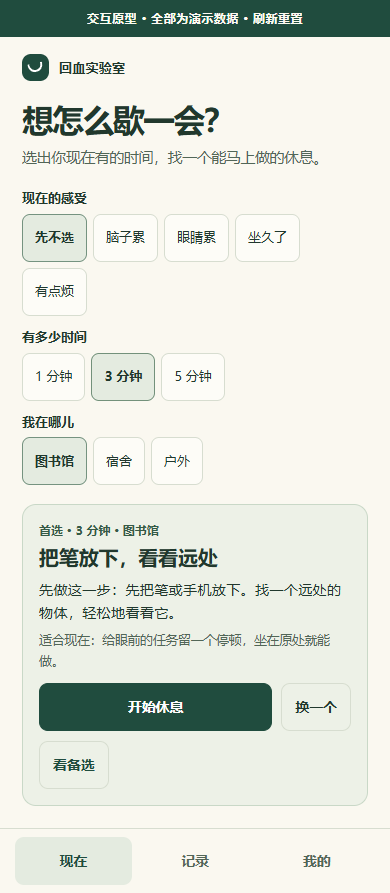 交互原型 • 全部为演示数据 • 刷新重置
回血实验室
想怎么歇一会？
选出你现在有的时间，找一个能马上做的休息。
现在的感受
先不选 脑子累 眼睛累 坐久了
有点烦
有多少时间
1 分钟 3 分钟 5 分钟
我在哪儿
图书馆 宿舍 户外
首选 • 3 分钟 • 图书馆
把笔放下，看看远处
先做这一步：先把笔或手机放下。找一个远处的
物体，轻松地看看它。
适合现在：给眼前的任务留一个停顿，坐在原处就能
做。
开始休息 换一个
看备选
现在 记录 我的